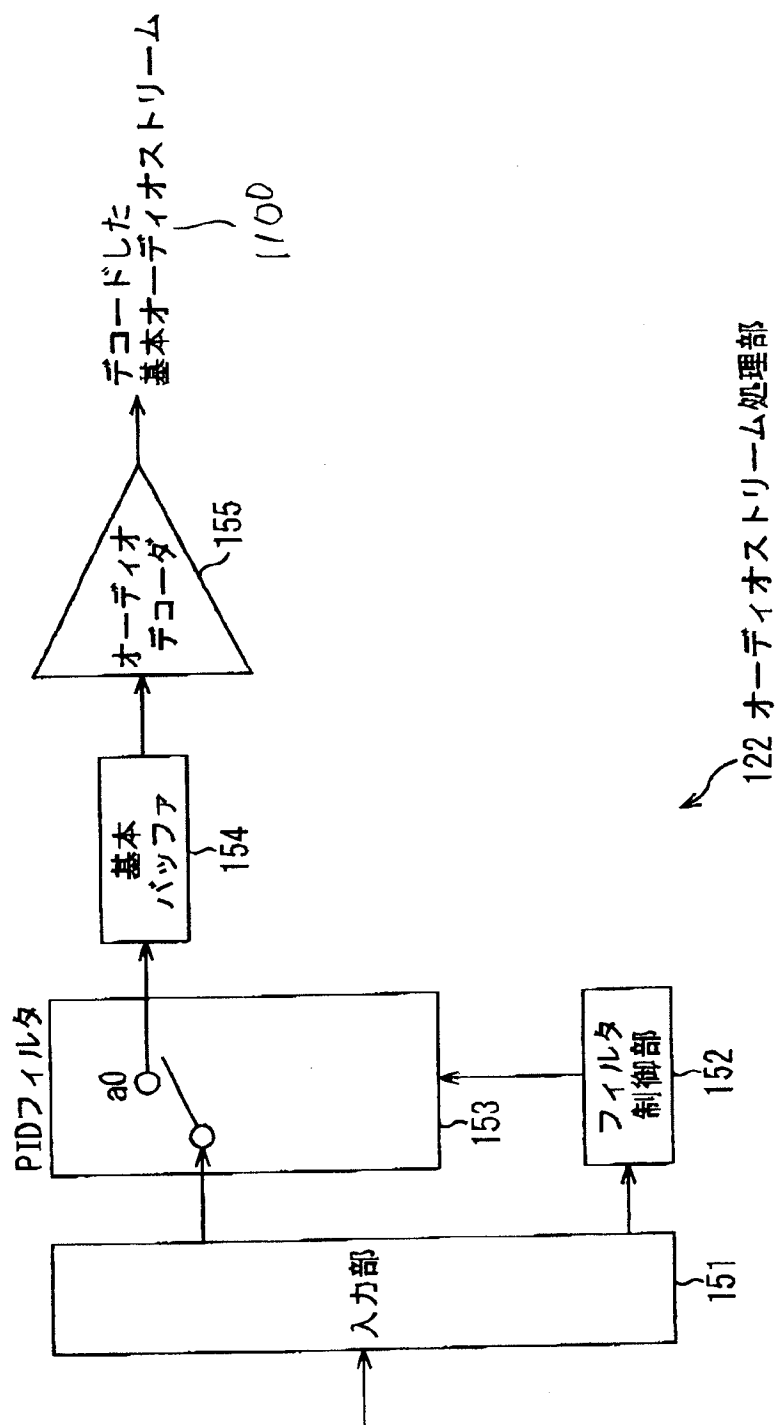 入力部
151
PIDフィルタ
a0
153
フィルタ
制御部
152
基本
バッファ
154
オーディオ
デコーダ
155
デコードした
基本オーディオストリーム
1100
122 オーディオストリーム処理部